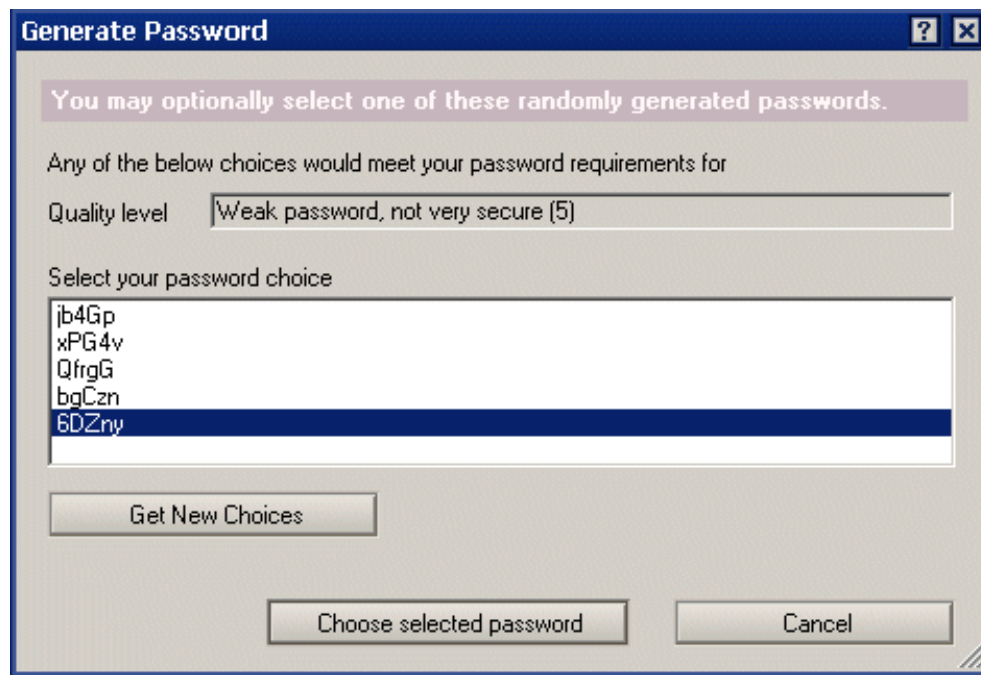 Generate Password
You may optionally select one of these randomly generated passwords.
Any of the below choices would meet your password requirements for
Quality level Weak password, not very secure (5)
Select your password choice
jb4Gp
xPG4v
QfrgG
bgCzn
6DZny
Get New Choices
Choose selected password Cancel